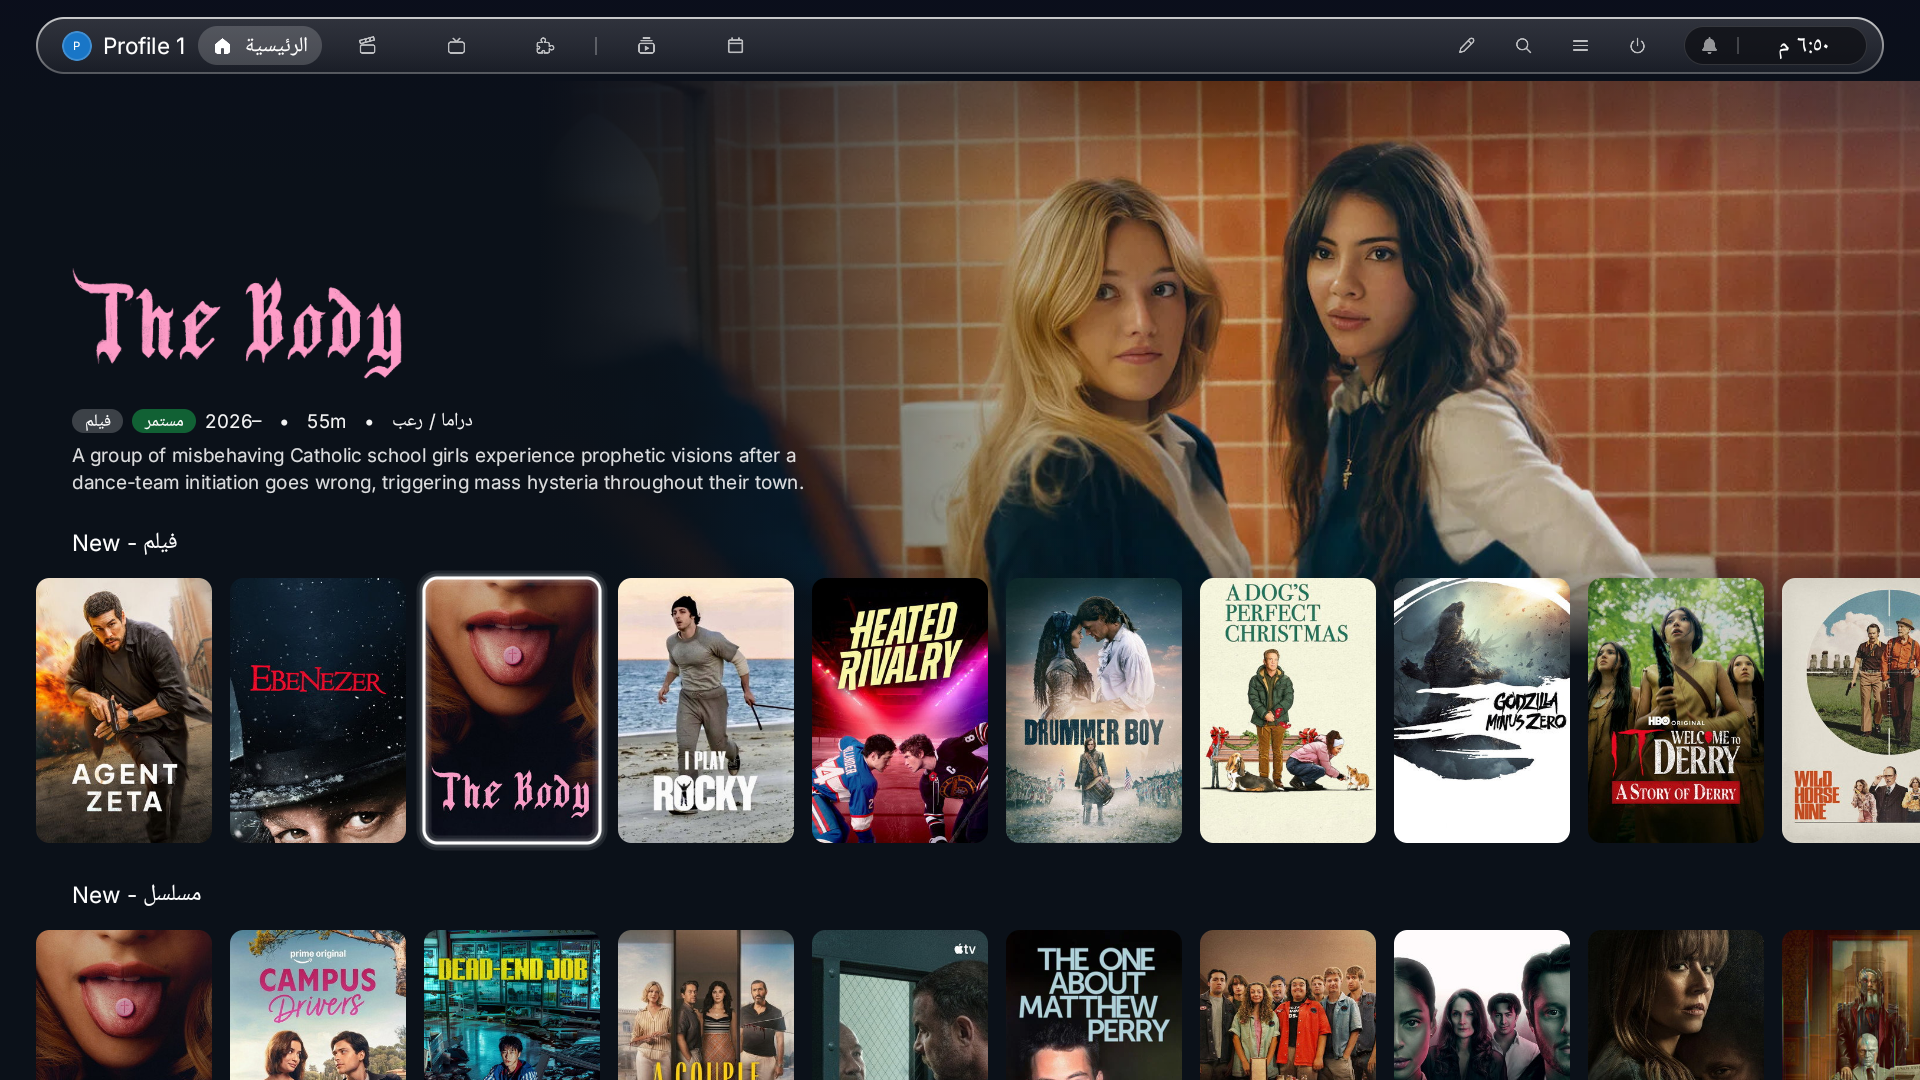 P Profile 1 الرئيسية ٦:٥٠ م
The Body
فيلم مستمر 2026– • 55m • دراما / رعب
A group of misbehaving Catholic school girls experience prophetic visions after a
dance-team initiation goes wrong, triggering mass hysteria throughout their town.
New - فيلم
AGENT
ZETA
EBENEZER
The Body
I PLAY
ROCKY
HEATED
RIVALRY
DRUMMER BOY
A DOG'S
PERFECT
CHRISTMAS
GODZILLA
MINUS ZERO
HBO ORIGINAL
IT WELCOME TO
DERRY
A STORY OF DERRY
WILD
HORSE
NINE
New - مسلسل
prime original
CAMPUS
Drivers
DEAD-END JOB
A COUPLE
tv
THE ONE
ABOUT
MATTHEW
PERRY